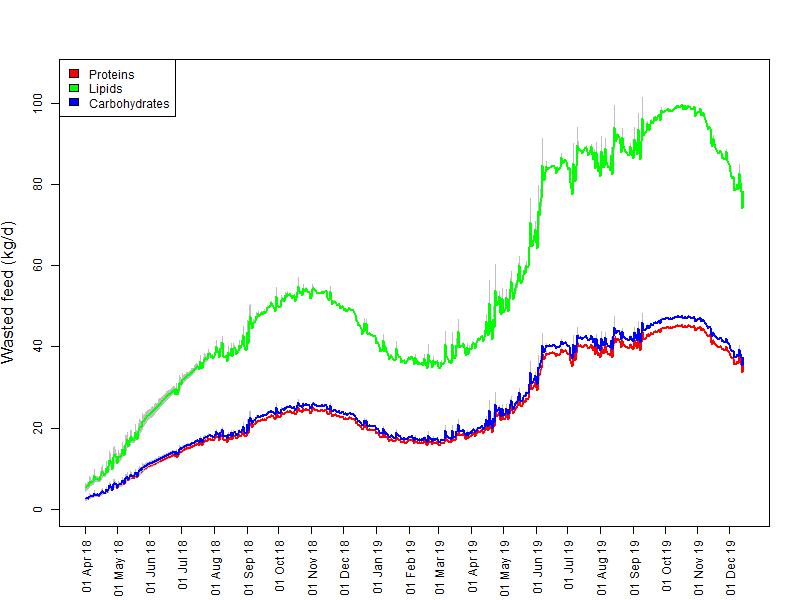 Proteins
Lipids
Carbohydrates
Wasted feed (kg/d)
100
80
60
40
20
0
01 Apr 18
01 May 18
01 Jun 18
01 Jul 18
01 Aug 18
01 Sep 18
01 Oct 18
01 Nov 18
01 Dec 18
01 Jan 19
01 Feb 19
01 Mar 19
01 Apr 19
01 May 19
01 Jun 19
01 Jul 19
01 Aug 19
01 Sep 19
01 Oct 19
01 Nov 19
01 Dec 19